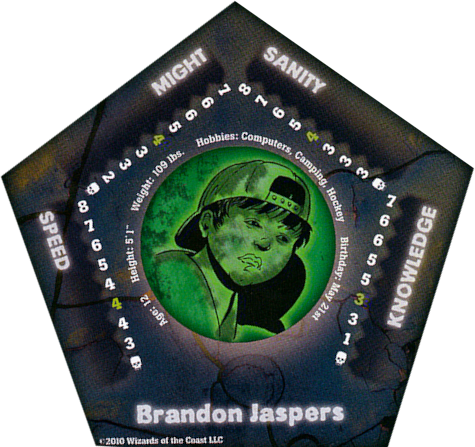 MIGHT
2 3 3 4 5 6 6 7
SANITY
8 7 6 5 4 3 3 3
SPEED
8 7 6 5 4 4 4 3
KNOWLEDGE
7 6 6 5 5 3 3 1
Age: 12 Height: 5'1" Weight: 109 lbs.
Hobbies: Computers, Camping, Hockey
Birthday: May 21st
Brandon Jaspers
©2010 Wizards of the Coast LLC